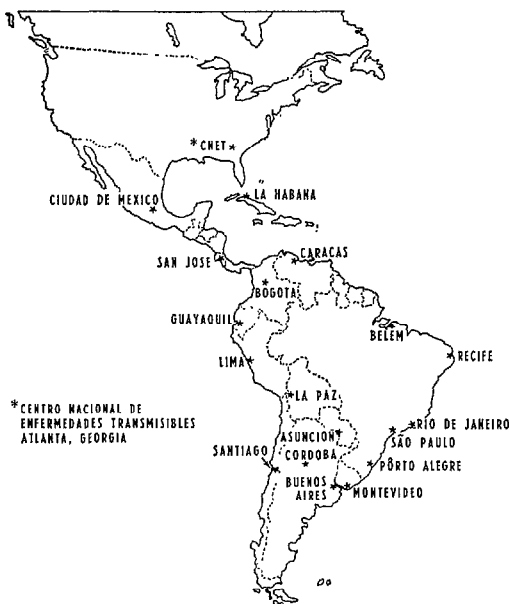 * CNET *
LA HABANA
CIUDAD DE MEXICO
*
SAN JOSE *
* CARACAS
*
BOGOTA
GUAYAQUIL *
* BELEM
* RECIFE
LIMA *
* LA PAZ
* CENTRO NACIONAL DE
ENFERMEDADES TRANSMISIBLES
ATLANTA, GEORGIA
* RIO DE JANEIRO
ASUNCIÓN *
* SÃO PAULO
SANTIAGO
*
CORDOBA
*
* PÔRTO ALEGRE
BUENOS
AIRES *
* MONTEVIDEO